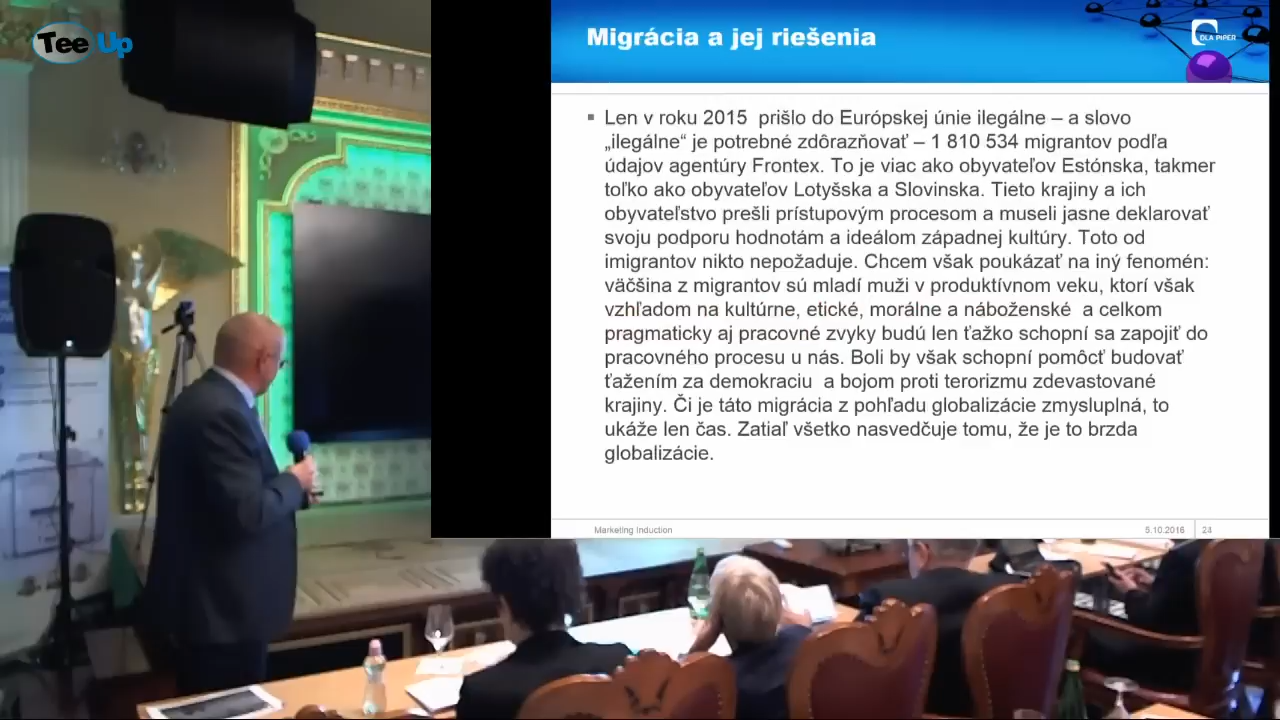 Tee Up
Migrácia a jej riešenia
DLA PIPER
Len v roku 2015 prišlo do Európskej únie ilegálne – a slovo
„ilegálne“ je potrebné zdôrazňovať – 1 810 534 migrantov podľa
údajov agentúry Frontex. To je viac ako obyvateľov Estónska, takmer
toľko ako obyvateľov Lotyšska a Slovinska. Tieto krajiny a ich
obyvateľstvo prešli prístupovým procesom a museli jasne deklarovať
svoju podporu hodnotám a ideálom západnej kultúry. Toto od
imigrantov nikto nepožaduje. Chcem však poukázať na iný fenomén:
väčšina z migrantov sú mladí muži v produktívnom veku, ktorí však
vzhľadom na kultúrne, etické, morálne a náboženské a celkom
pragmaticky aj pracovné zvyky budú len ťažko schopní sa zapojiť do
pracovného procesu u nás. Boli by však schopní pomôcť budovať
ťažením za demokraciu a bojom proti terorizmu zdevastované
krajiny. Či je táto migrácia z pohľadu globalizácie zmysluplná, to
ukáže len čas. Zatiaľ všetko nasvedčuje tomu, že je to brzda
globalizácie.
Marketing Induction
5.10.2016
24